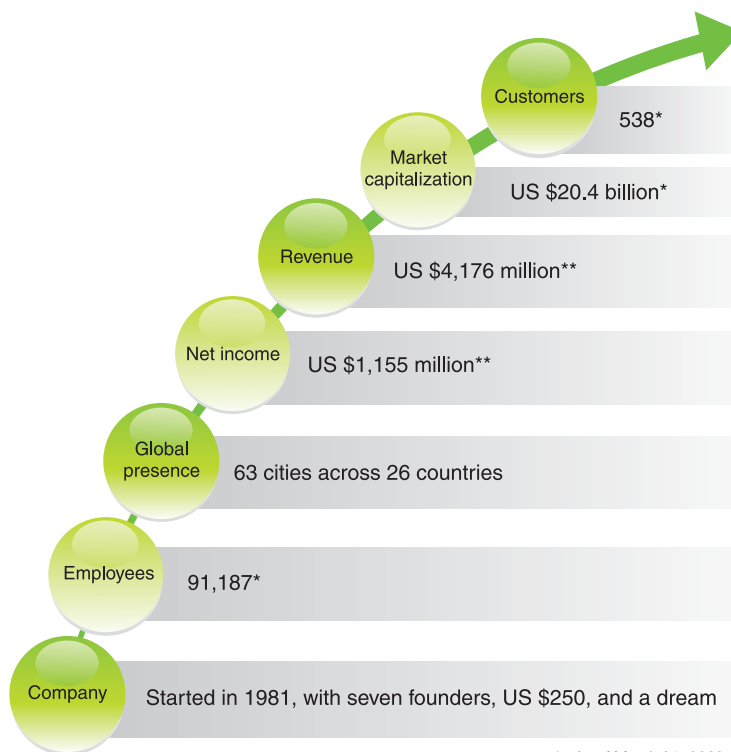 Customers
538*
Market
capitalization
US $20.4 billion*
Revenue
US $4,176 million**
Net income
US $1,155 million**
Global
presence
63 cities across 26 countries
Employees
91,187*
Company
Started in 1981, with seven founders, US $250, and a dream